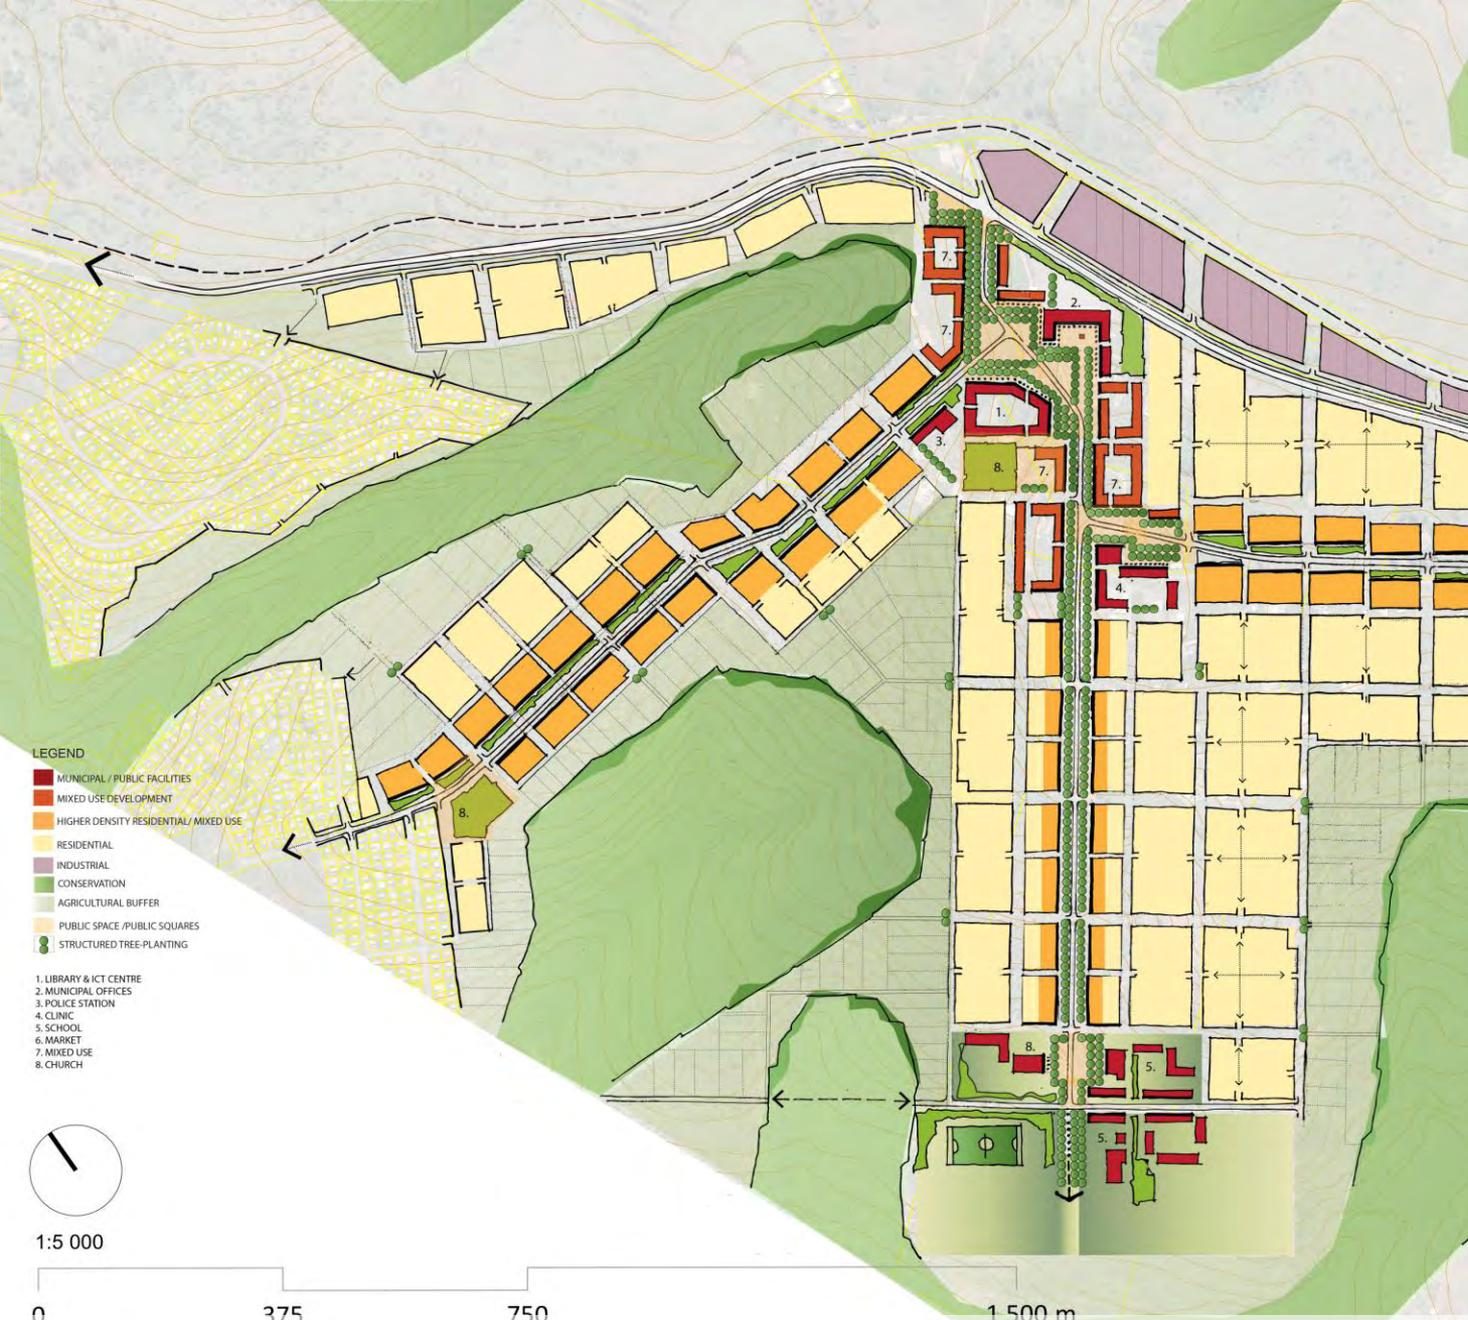 7.
2.
7.
1.
3.
8.
7.
7.
4.
LEGEND
MUNICIPAL / PUBLIC FACILITIES
MIXED USE DEVELOPMENT
HIGHER DENSITY RESIDENTIAL/ MIXED USE
8.
RESIDENTIAL
INDUSTRIAL
CONSERVATION
AGRICULTURAL BUFFER
PUBLIC SPACE /PUBLIC SQUARES
STRUCTURED TREE-PLANTING
1. LIBRARY & ICT CENTRE
2. MUNICIPAL OFFICES
3. POLICE STATION
4. CLINIC
5. SCHOOL
6. MARKET
7. MIXED USE
8. CHURCH
8.
5.
5.
1:5 000
0 375 750 1 500 m